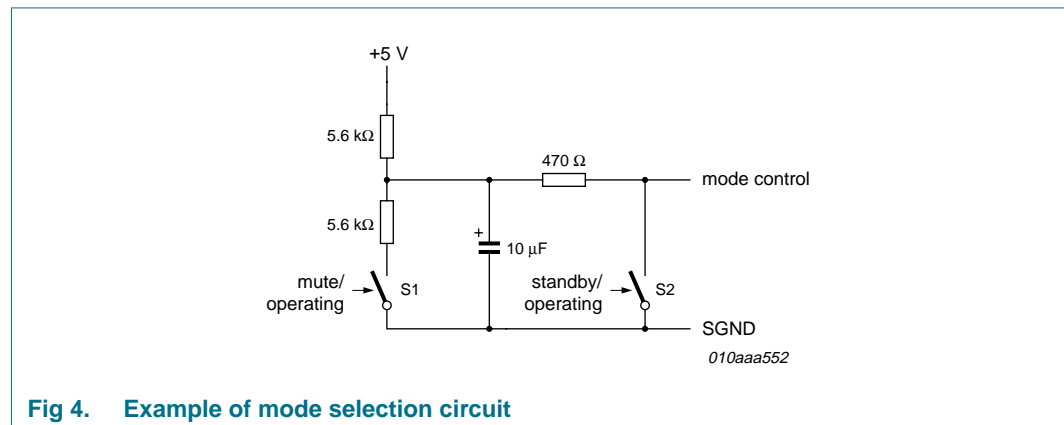 +5 V
5.6 kΩ
470 Ω
mode control
5.6 kΩ
+
10 μF
mute/
operating
S1
standby/
operating
S2
SGND
010aaa552
Fig 4. Example of mode selection circuit